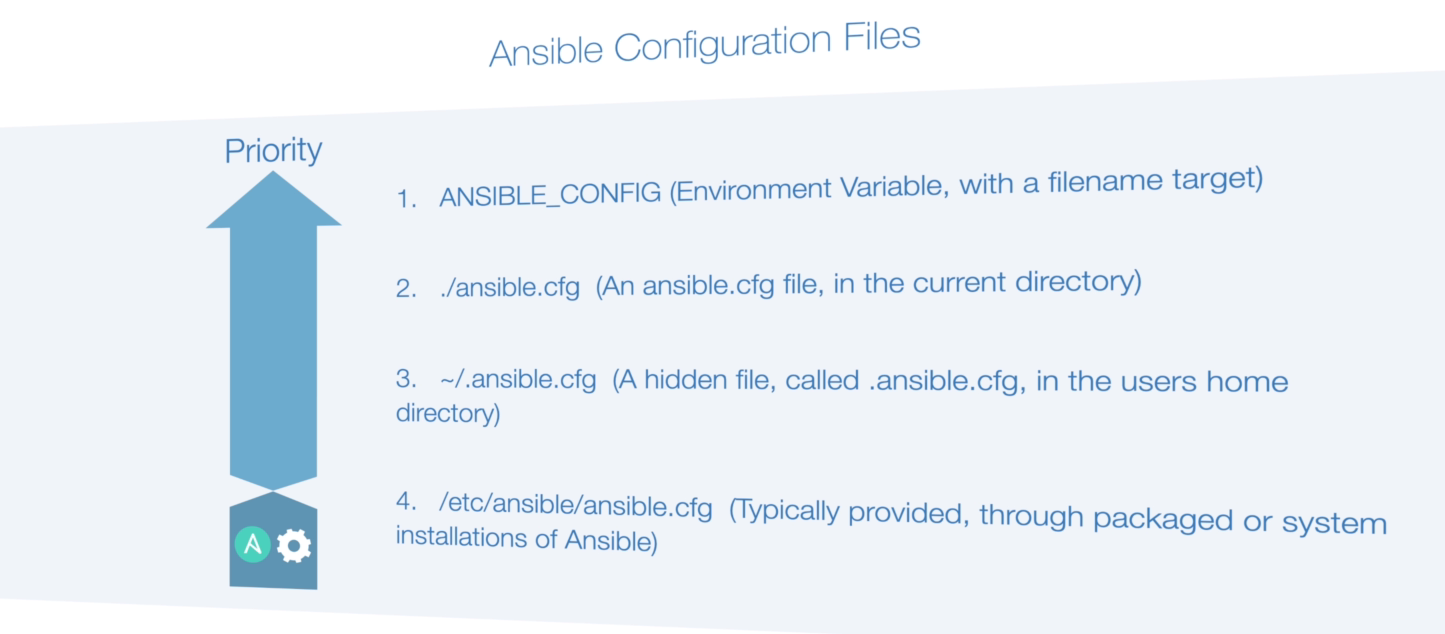 Ansible Configuration Files
Priority
1. ANSIBLE_CONFIG (Environment Variable, with a filename target)
2. ./ansible.cfg (An ansible.cfg file, in the current directory)
3. ~/.ansible.cfg (A hidden file, called .ansible.cfg, in the users home
directory)
4. /etc/ansible/ansible.cfg (Typically provided, through packaged or system
installations of Ansible)